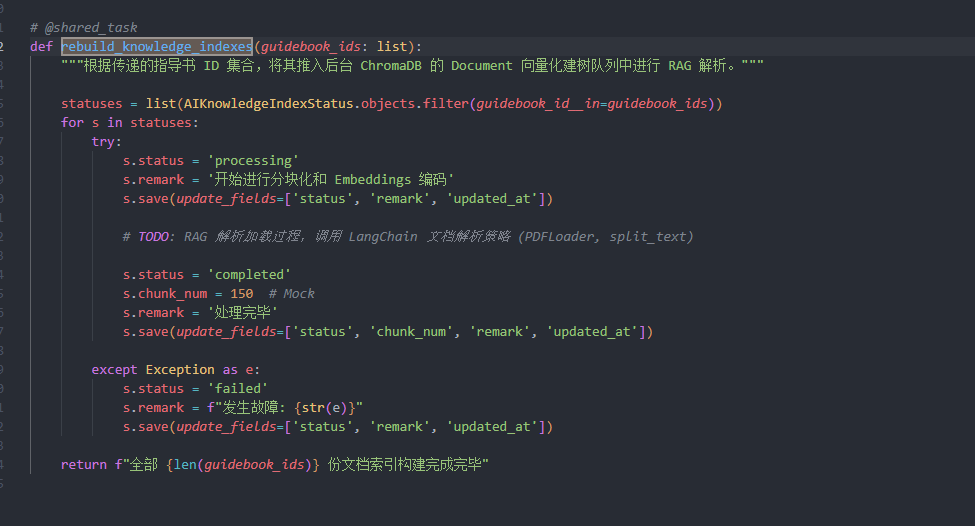 # @shared_task
def rebuild_knowledge_indexes(guidebook_ids: list):
    """根据传递的指导书 ID 集合，将其推入后台 ChromaDB 的 Document 向量化建树队列中进行 RAG 解析。"""

    statuses = list(AIKnowledgeIndexStatus.objects.filter(guidebook_id__in=guidebook_ids))
    for s in statuses:
        try:
            s.status = 'processing'
            s.remark = '开始进行分块化和 Embeddings 编码'
            s.save(update_fields=['status', 'remark', 'updated_at'])

            # TODO: RAG 解析加载过程，调用 LangChain 文档解析策略 (PDFLoader, split_text)

            s.status = 'completed'
            s.chunk_num = 150  # Mock
            s.remark = '处理完毕'
            s.save(update_fields=['status', 'chunk_num', 'remark', 'updated_at'])

        except Exception as e:
            s.status = 'failed'
            s.remark = f"发生故障: {str(e)}"
            s.save(update_fields=['status', 'remark', 'updated_at'])

    return f"全部 {len(guidebook_ids)} 份文档索引构建完成完毕"